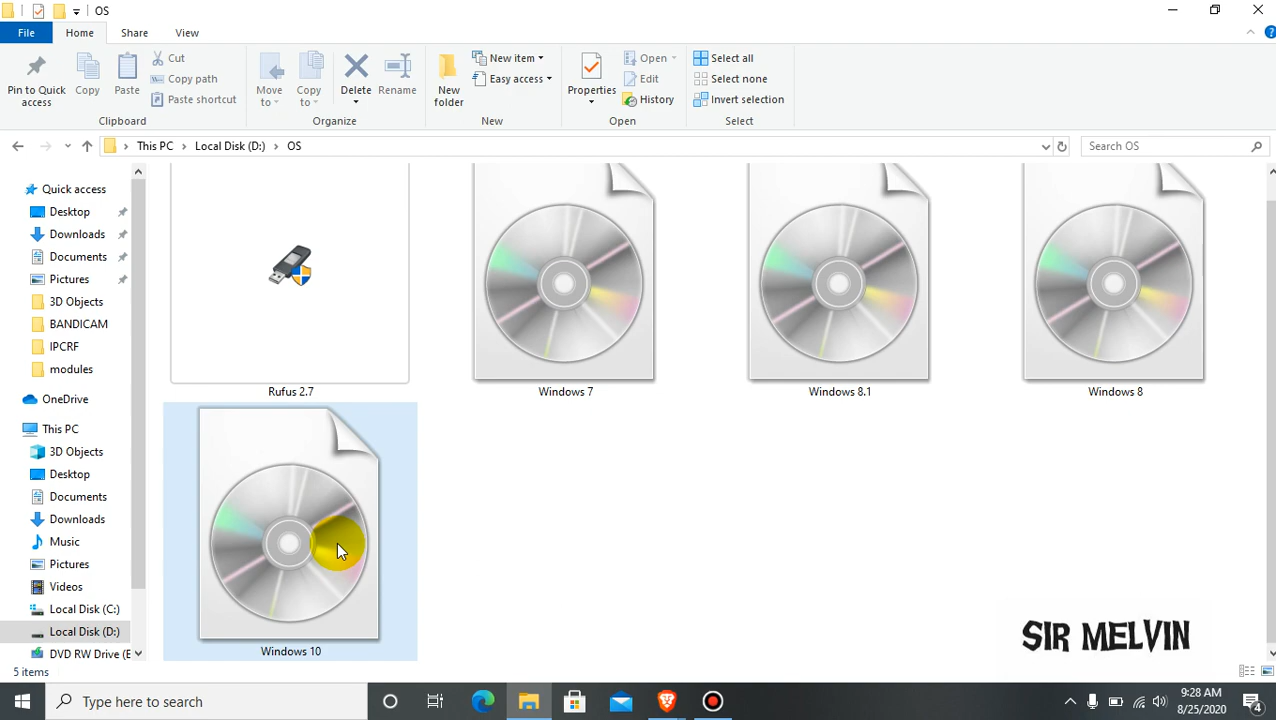 OS
File Home Share View
Pin to Quick access
Copy
Paste
Cut
Copy path
Paste shortcut
Clipboard
Move to
Copy to
Delete
Rename
Organize
New folder
New item
Easy access
New
Properties
Open
Edit
History
Open
Select all
Select none
Invert selection
Select
This PC > Local Disk (D:) > OS
Search OS
Quick access
Desktop
Downloads
Documents
Pictures
3D Objects
BANDICAM
IPCRF
modules
OneDrive
This PC
3D Objects
Desktop
Documents
Downloads
Music
Pictures
Videos
Local Disk (C:)
Local Disk (D:)
DVD RW Drive (E
Rufus 2.7
Windows 7
Windows 8.1
Windows 8
Windows 10
SIR MELVIN
5 items
Type here to search
9:28 AM
8/25/2020
4